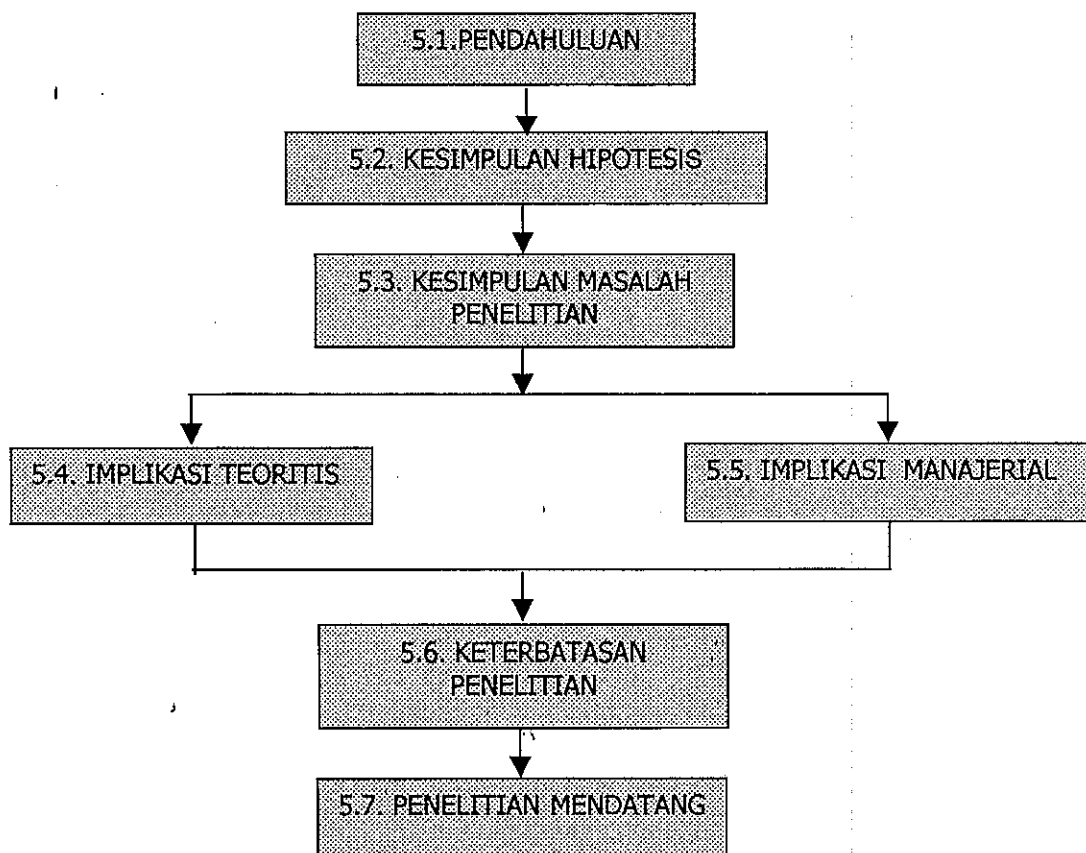 5.1.PENDAHULUAN
5.2. KESIMPULAN HIPOTESIS
5.3. KESIMPULAN MASALAH
PENELITIAN
5.4. IMPLIKASI TEORITIS
5.5. IMPLIKASI MANAJERIAL
5.6. KETERBATASAN
PENELITIAN
5.7. PENELITIAN MENDATANG